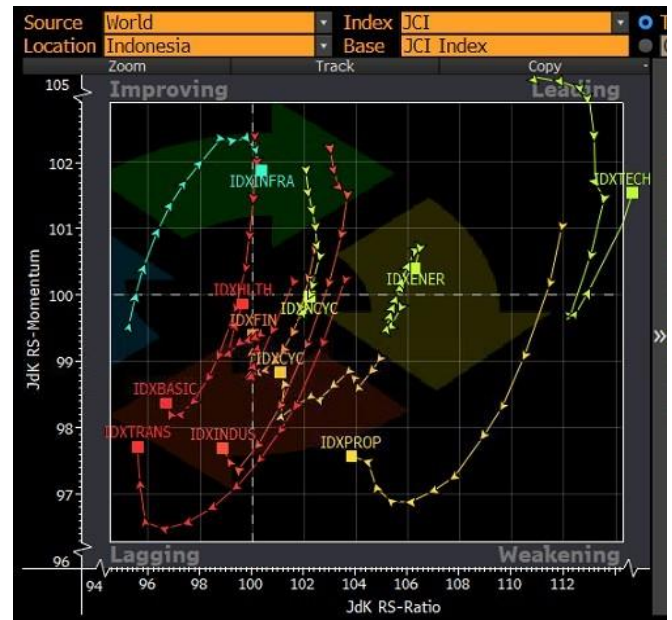 Source World Index JCI T
Location Indonesia Base JCI Index
Zoom Track Copy
105 Improving Leading
102
IDXINFRA IDXTECH
101
IDXENER
100 IDXHLTH
IDXFIN
99
IDXBASIC
98
IDXTRANS IDXINDUS IDXPROP
97
96 Lagging Weakening
94 96 98 100 102 104 106 108 110 112
JdK RS-Ratio
JdK RS-Momentum
»